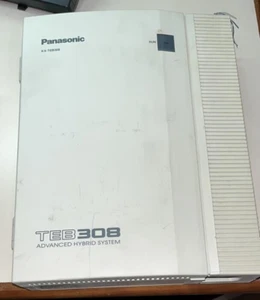 Panasonic
TEB308
ADVANCED HYBRID SYSTEM